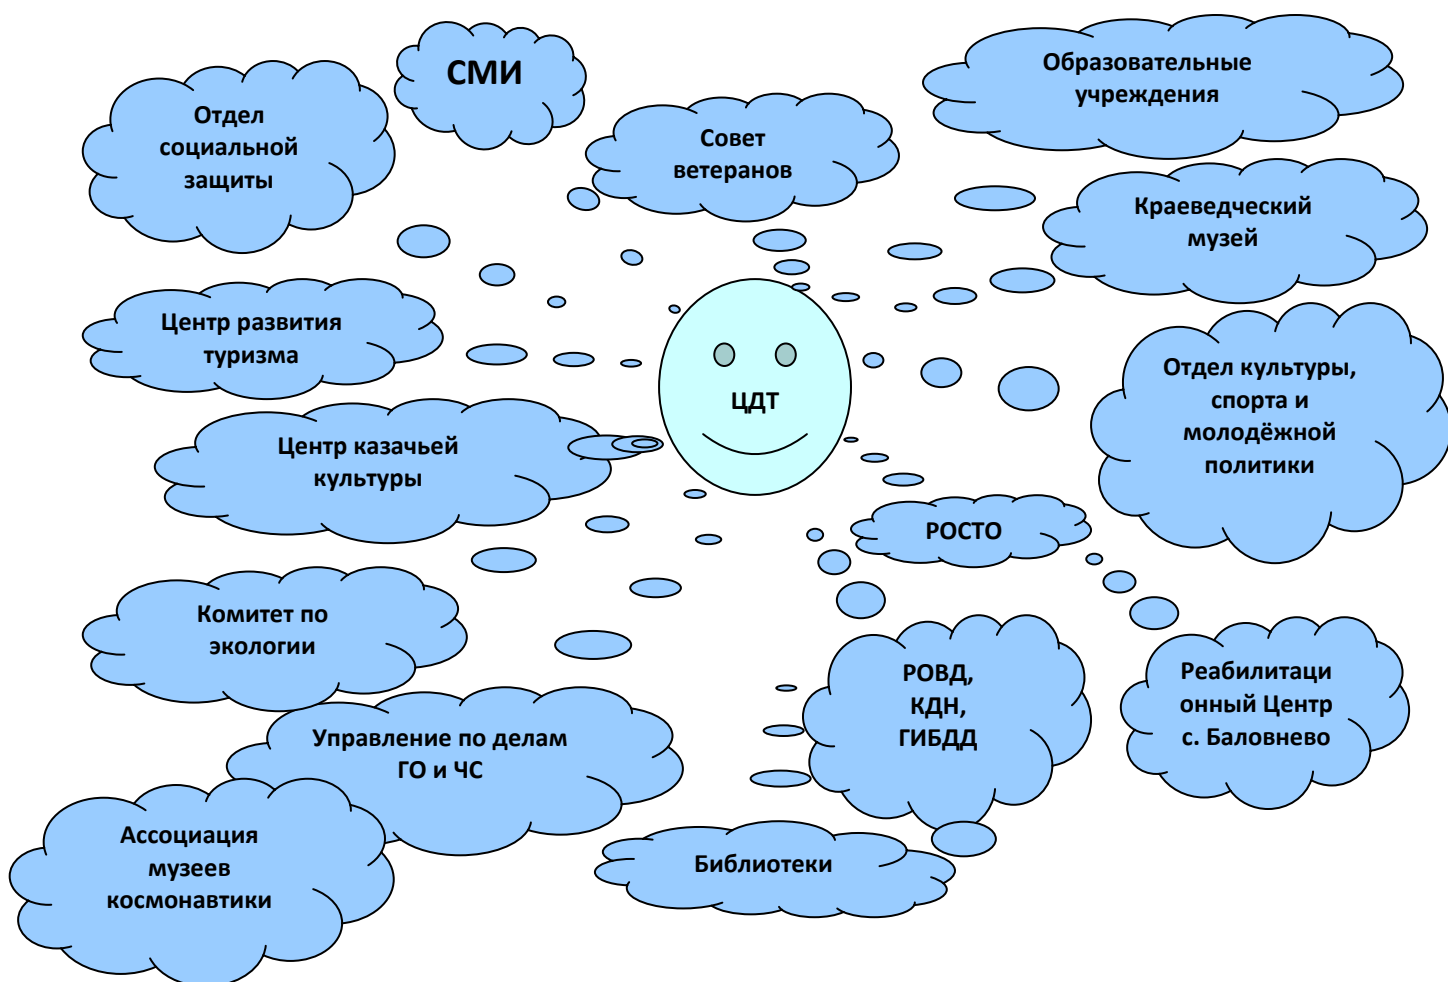 СМИ
Образовательные
учреждения
Отдел
социальной
защиты
Совет
ветеранов
Краеведческий
музей
Центр развития
туризма
Отдел культуры,
спорта и
молодёжной
политики
ЦДТ
Центр казачьей
культуры
РОСТО
Комитет по
экологии
РОВД,
КДН,
ГИБДД
Реабилитаци
онный Центр
с. Баловнево
Управление по делам
ГО и ЧС
Ассоциация
музеев
космонавтики
Библиотеки